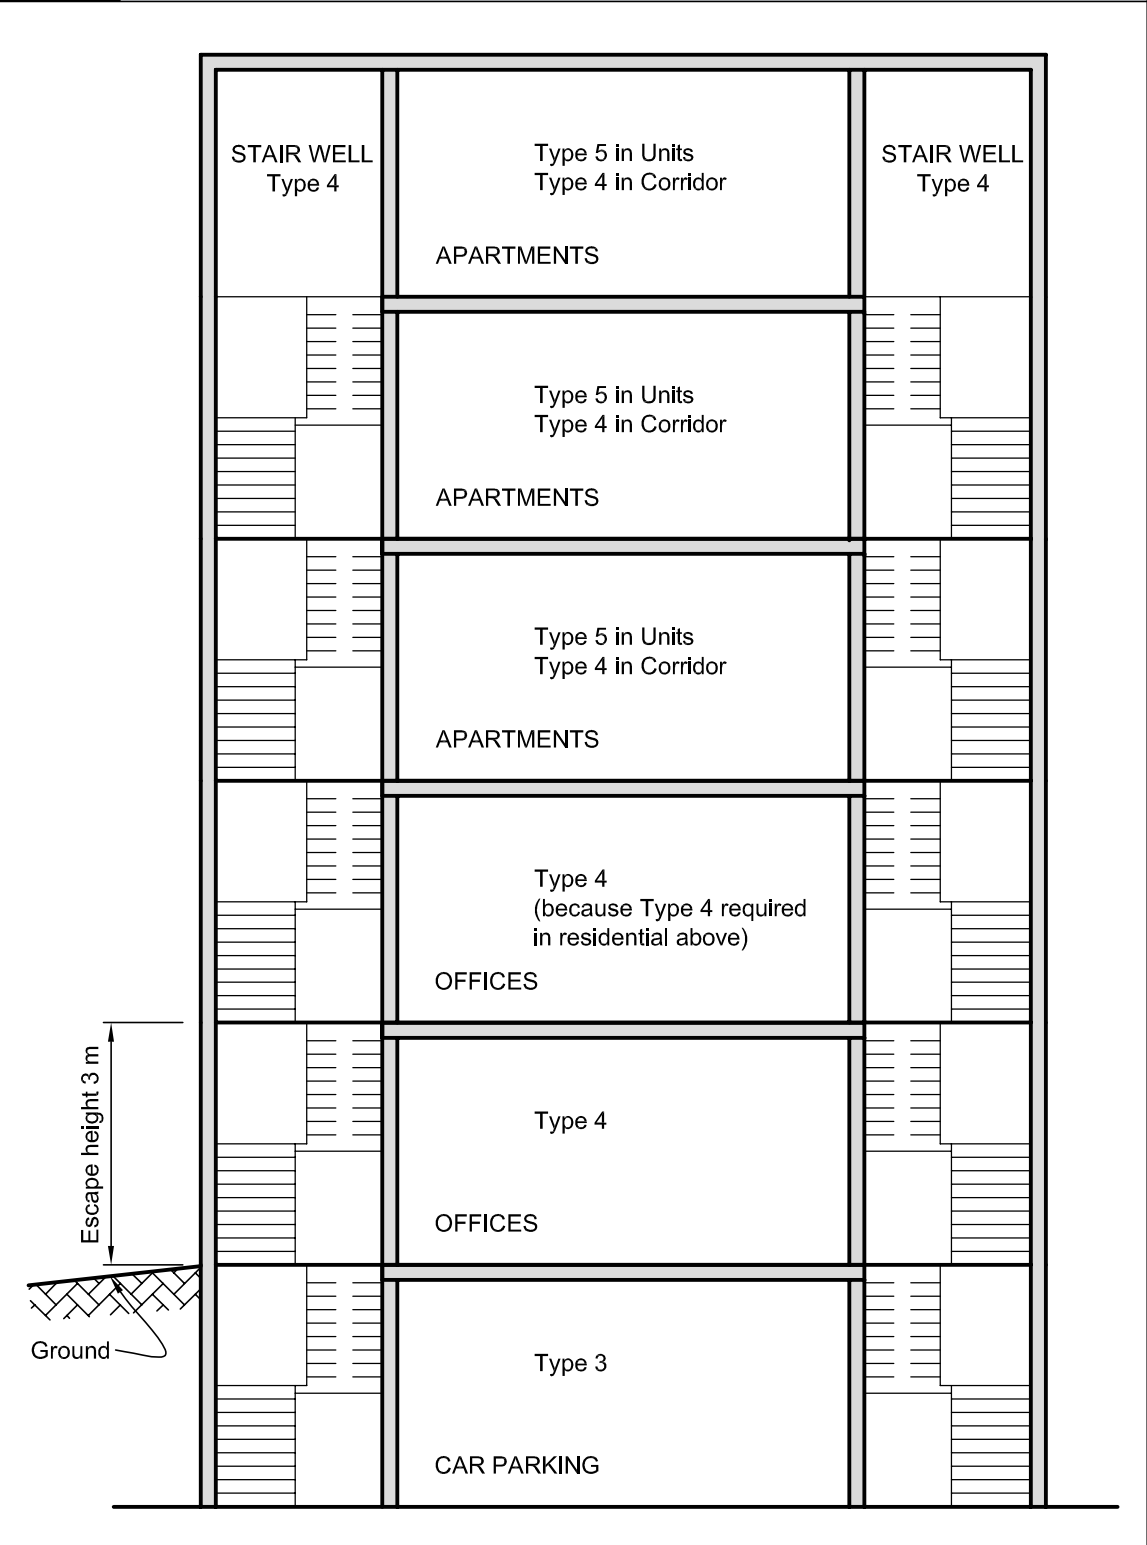 STAIR WELL
Type 4
Type 5 in Units
Type 4 in Corridor
APARTMENTS
STAIR WELL
Type 4
Type 5 in Units
Type 4 in Corridor
APARTMENTS
Type 5 in Units
Type 4 in Corridor
APARTMENTS
Type 4
(because Type 4 required
in residential above)
OFFICES
Escape height 3 m
Type 4
OFFICES
Ground
Type 3
CAR PARKING